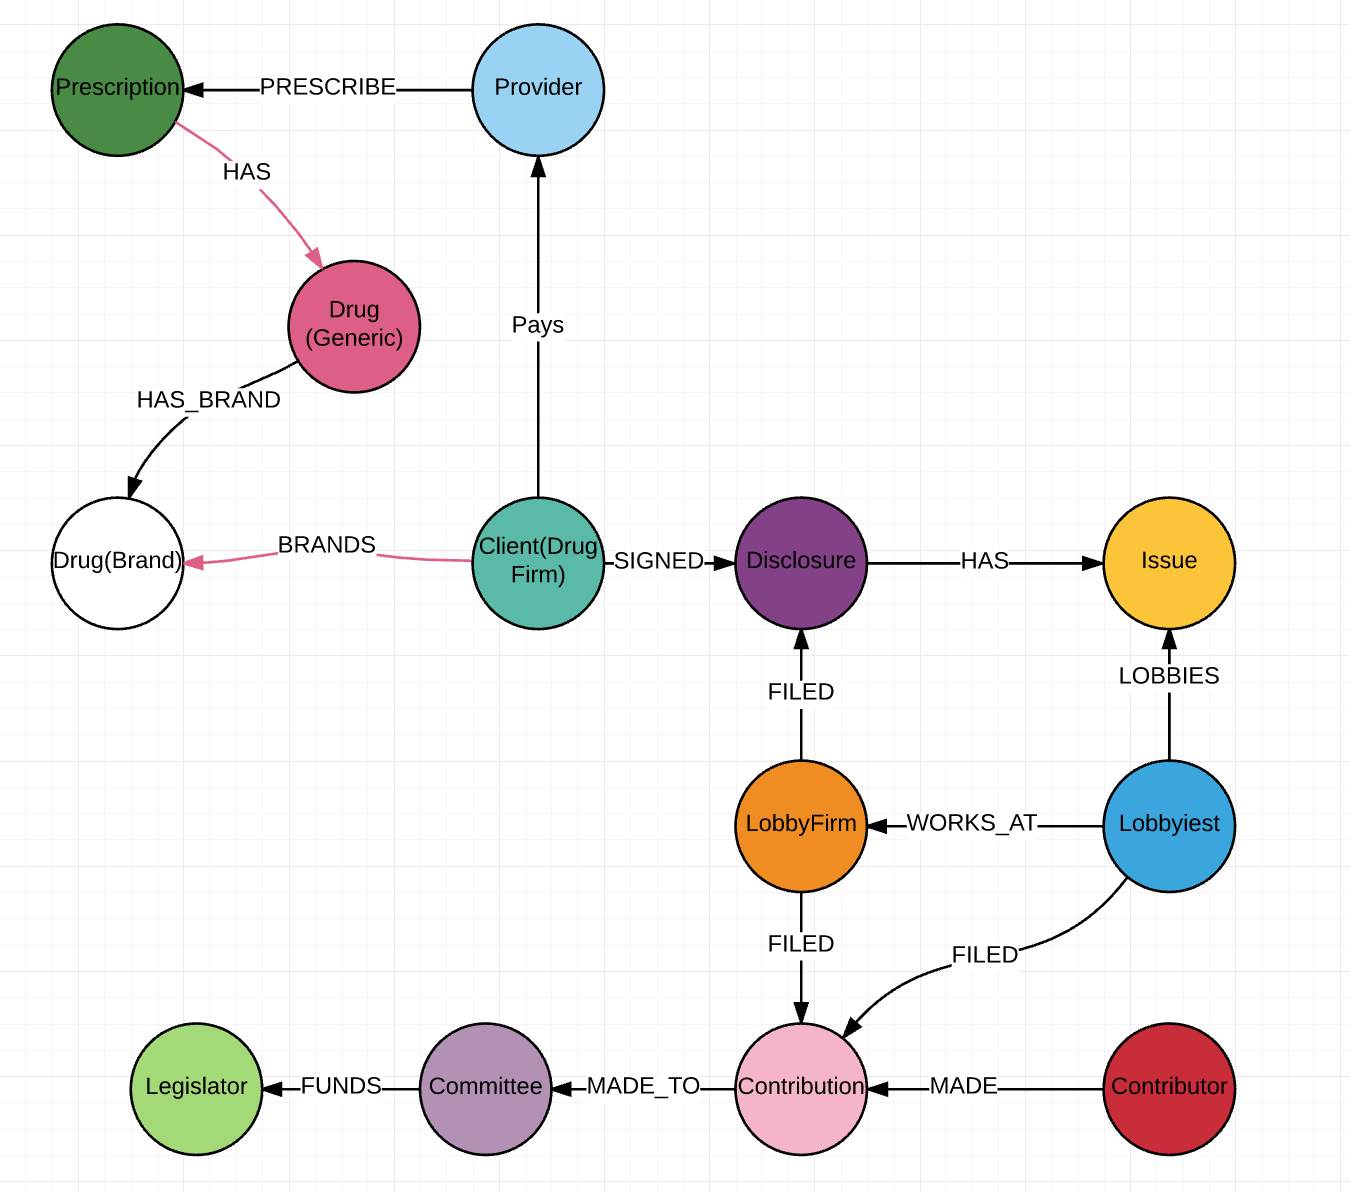 Prescription
PRESCRIBE
Provider
HAS
Drug
(Generic)
Pays
HAS_BRAND
Drug(Brand)
BRANDS
Client(Drug
Firm)
SIGNED
Disclosure
HAS
Issue
FILED
LOBBIES
LobbyFirm
WORKS_AT
Lobbyiest
FILED
FILED
Legislator
FUNDS
Committee
MADE_TO
Contribution
MADE
Contributor